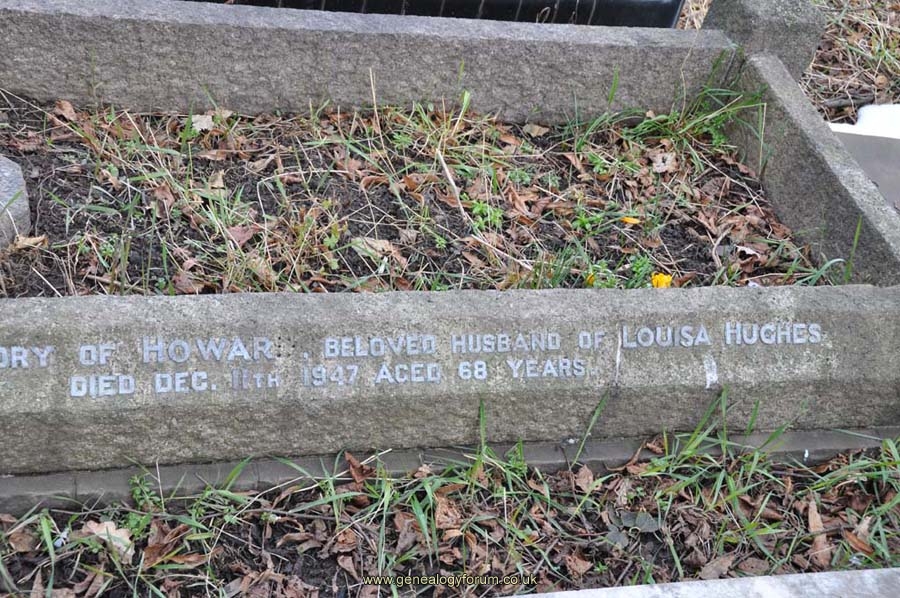 ORY OF HOWAR , BELOVED HUSBAND OF LOUISA HUGHES
DIED DEC. 11TH 1947 AGED 68 YEARS.
www.genealogyforum.co.uk